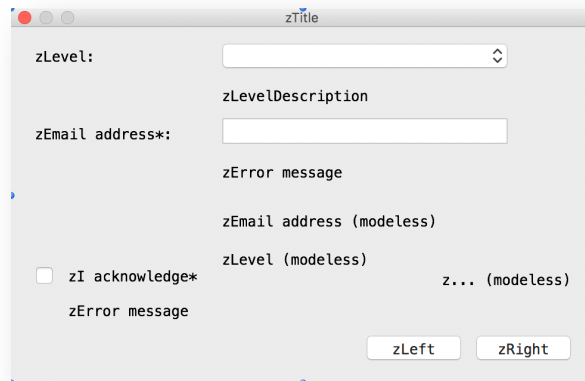 zTitle
zLevel:
zLevelDescription
zEmail address*:
zError message
zEmail address (modeless)
zLevel (modeless)
zI acknowledge*
z... (modeless)
zError message
zLeft zRight